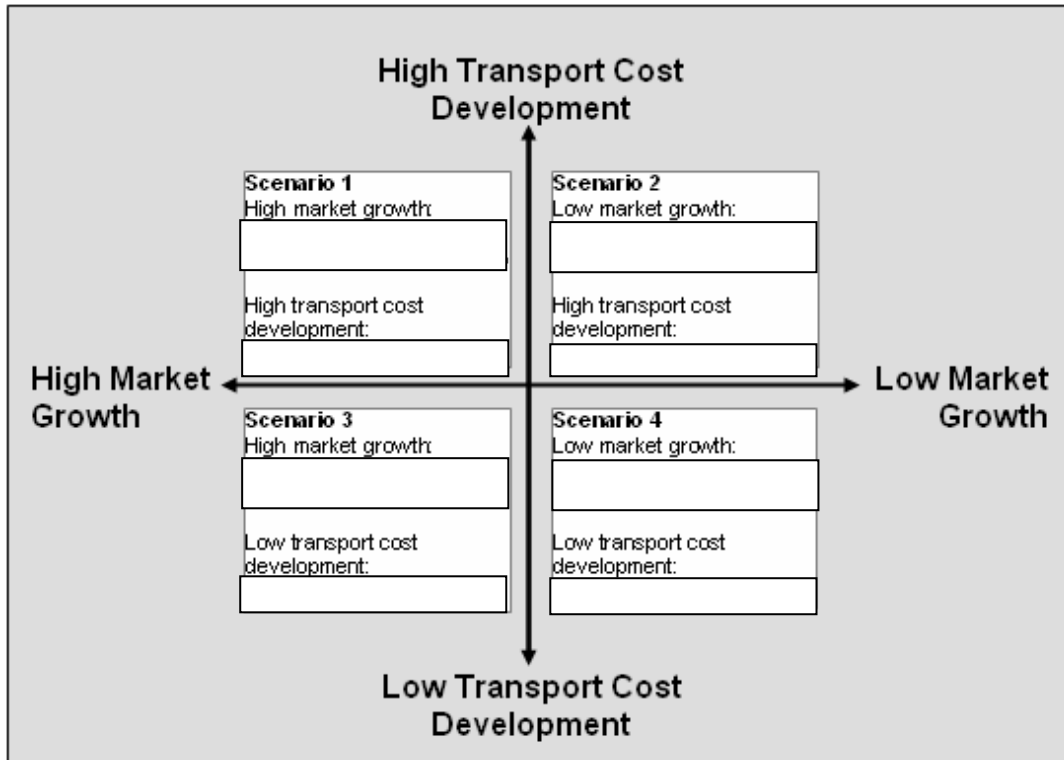 High Transport Cost
Development
Scenario 1
High market growth:
High transport cost
development:
Scenario 2
Low market growth:
High transport cost
development:
High Market
Growth
Low Market
Growth
Scenario 3
High market growth:
Low transport cost
development:
Scenario 4
Low market growth:
Low transport cost
development:
Low Transport Cost
Development